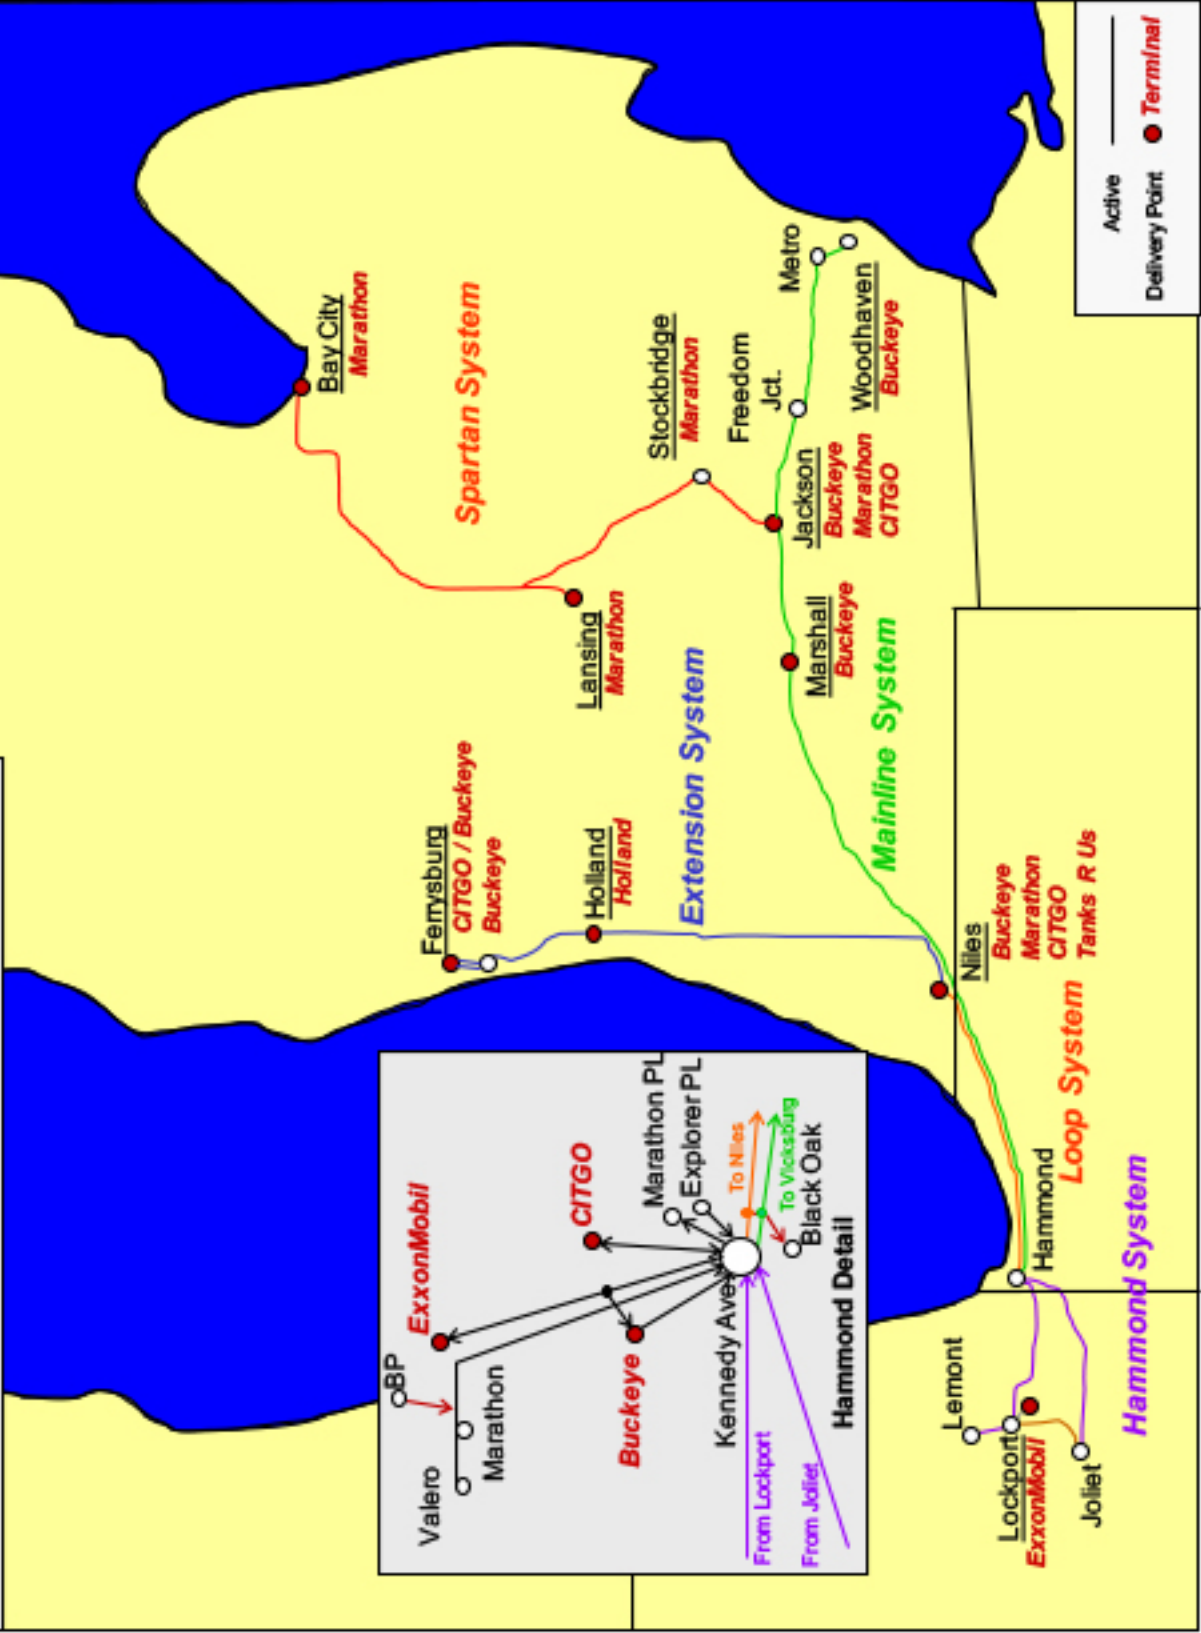 Bay City
Marathon
Spartan System
Stockbridge
Marathon
Freedom
Jct.
Metro
Woodhaven
Buckeye
Jackson
Buckeye
Marathon
CITGO
Lansing
Marathon
Marshall
Buckeye
Ferrysburg
CITGO / Buckeye
Buckeye
Holland
Holland
Extension System
Mainline System
Niles
Buckeye
Marathon
CITGO
Tanks R Us
Loop System
Hammond
Hammond System
Lemont
Lockport
ExxonMobil
Joliet
BP
Valero
Marathon
ExxonMobil
CITGO
Buckeye
Marathon PL
Explorer PL
Kennedy Ave
To Niles
To Vicksburg
Black Oak
From Lockport
From Joliet
Hammond Detail
Active
Delivery Point
Terminal